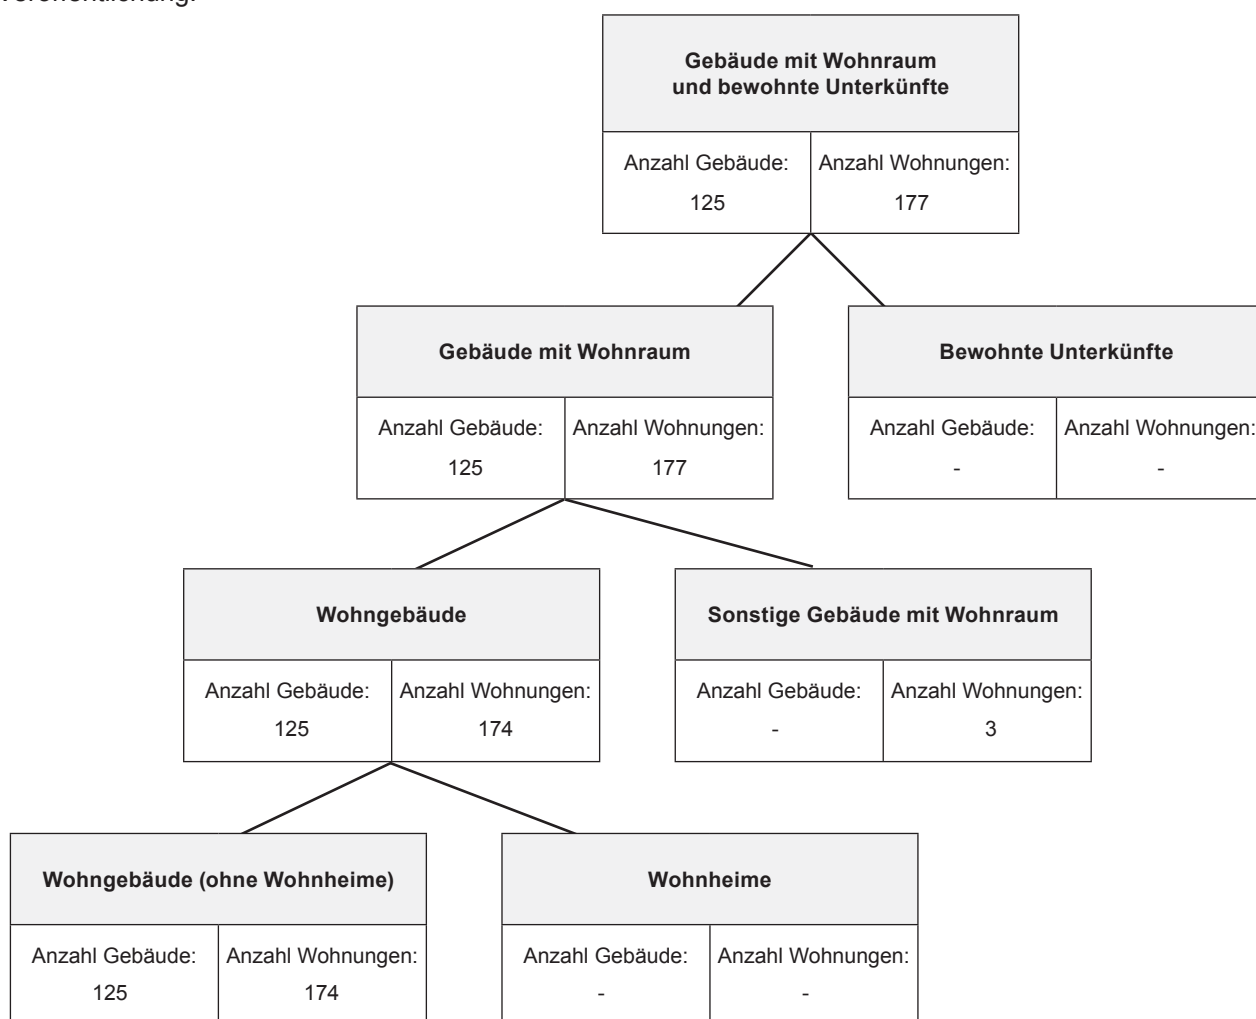 Veröffentlichung.
Gebäude mit Wohnraum
und bewohnte Unterkünfte
Anzahl Gebäude: Anzahl Wohnungen:
125 177
Gebäude mit Wohnraum
Bewohnte Unterkünfte
Anzahl Gebäude: Anzahl Wohnungen:
125 177
Anzahl Gebäude: Anzahl Wohnungen:
- -
Wohngebäude
Sonstige Gebäude mit Wohnraum
Anzahl Gebäude: Anzahl Wohnungen:
125 174
Anzahl Gebäude: Anzahl Wohnungen:
- 3
Wohngebäude (ohne Wohnheime)
Wohnheime
Anzahl Gebäude: Anzahl Wohnungen:
125 174
Anzahl Gebäude: Anzahl Wohnungen:
- -